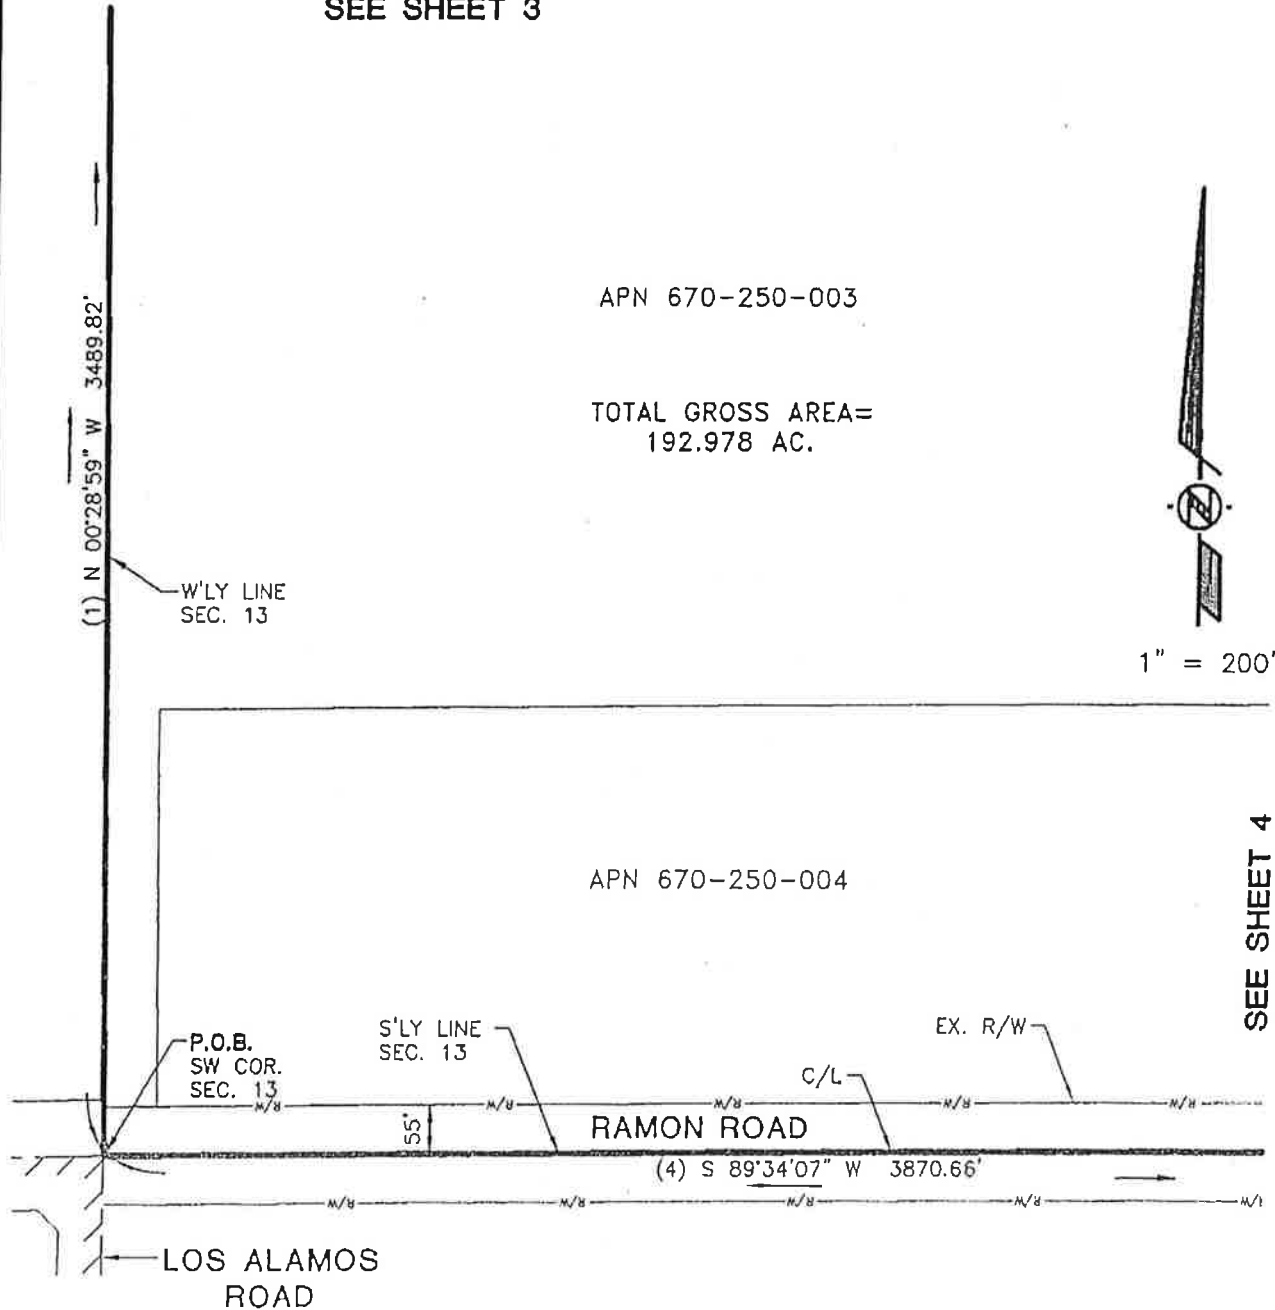 SEE SHEET 3
APN 670-250-003
TOTAL GROSS AREA=
192.978 AC.
(1) N 00°28'59" W 3489.82'
W'LY LINE
SEC. 13
N
1" = 200'
APN 670-250-004
SEE SHEET 4
P.O.B.
SW COR.
SEC. 13
S'LY LINE
SEC. 13
EX. R/W
C/L
R/W R/W R/W R/W R/W
55'
RAMON ROAD
(4) S 89°34'07" W 3870.66'
R/W R/W R/W R/W
LOS ALAMOS
ROAD